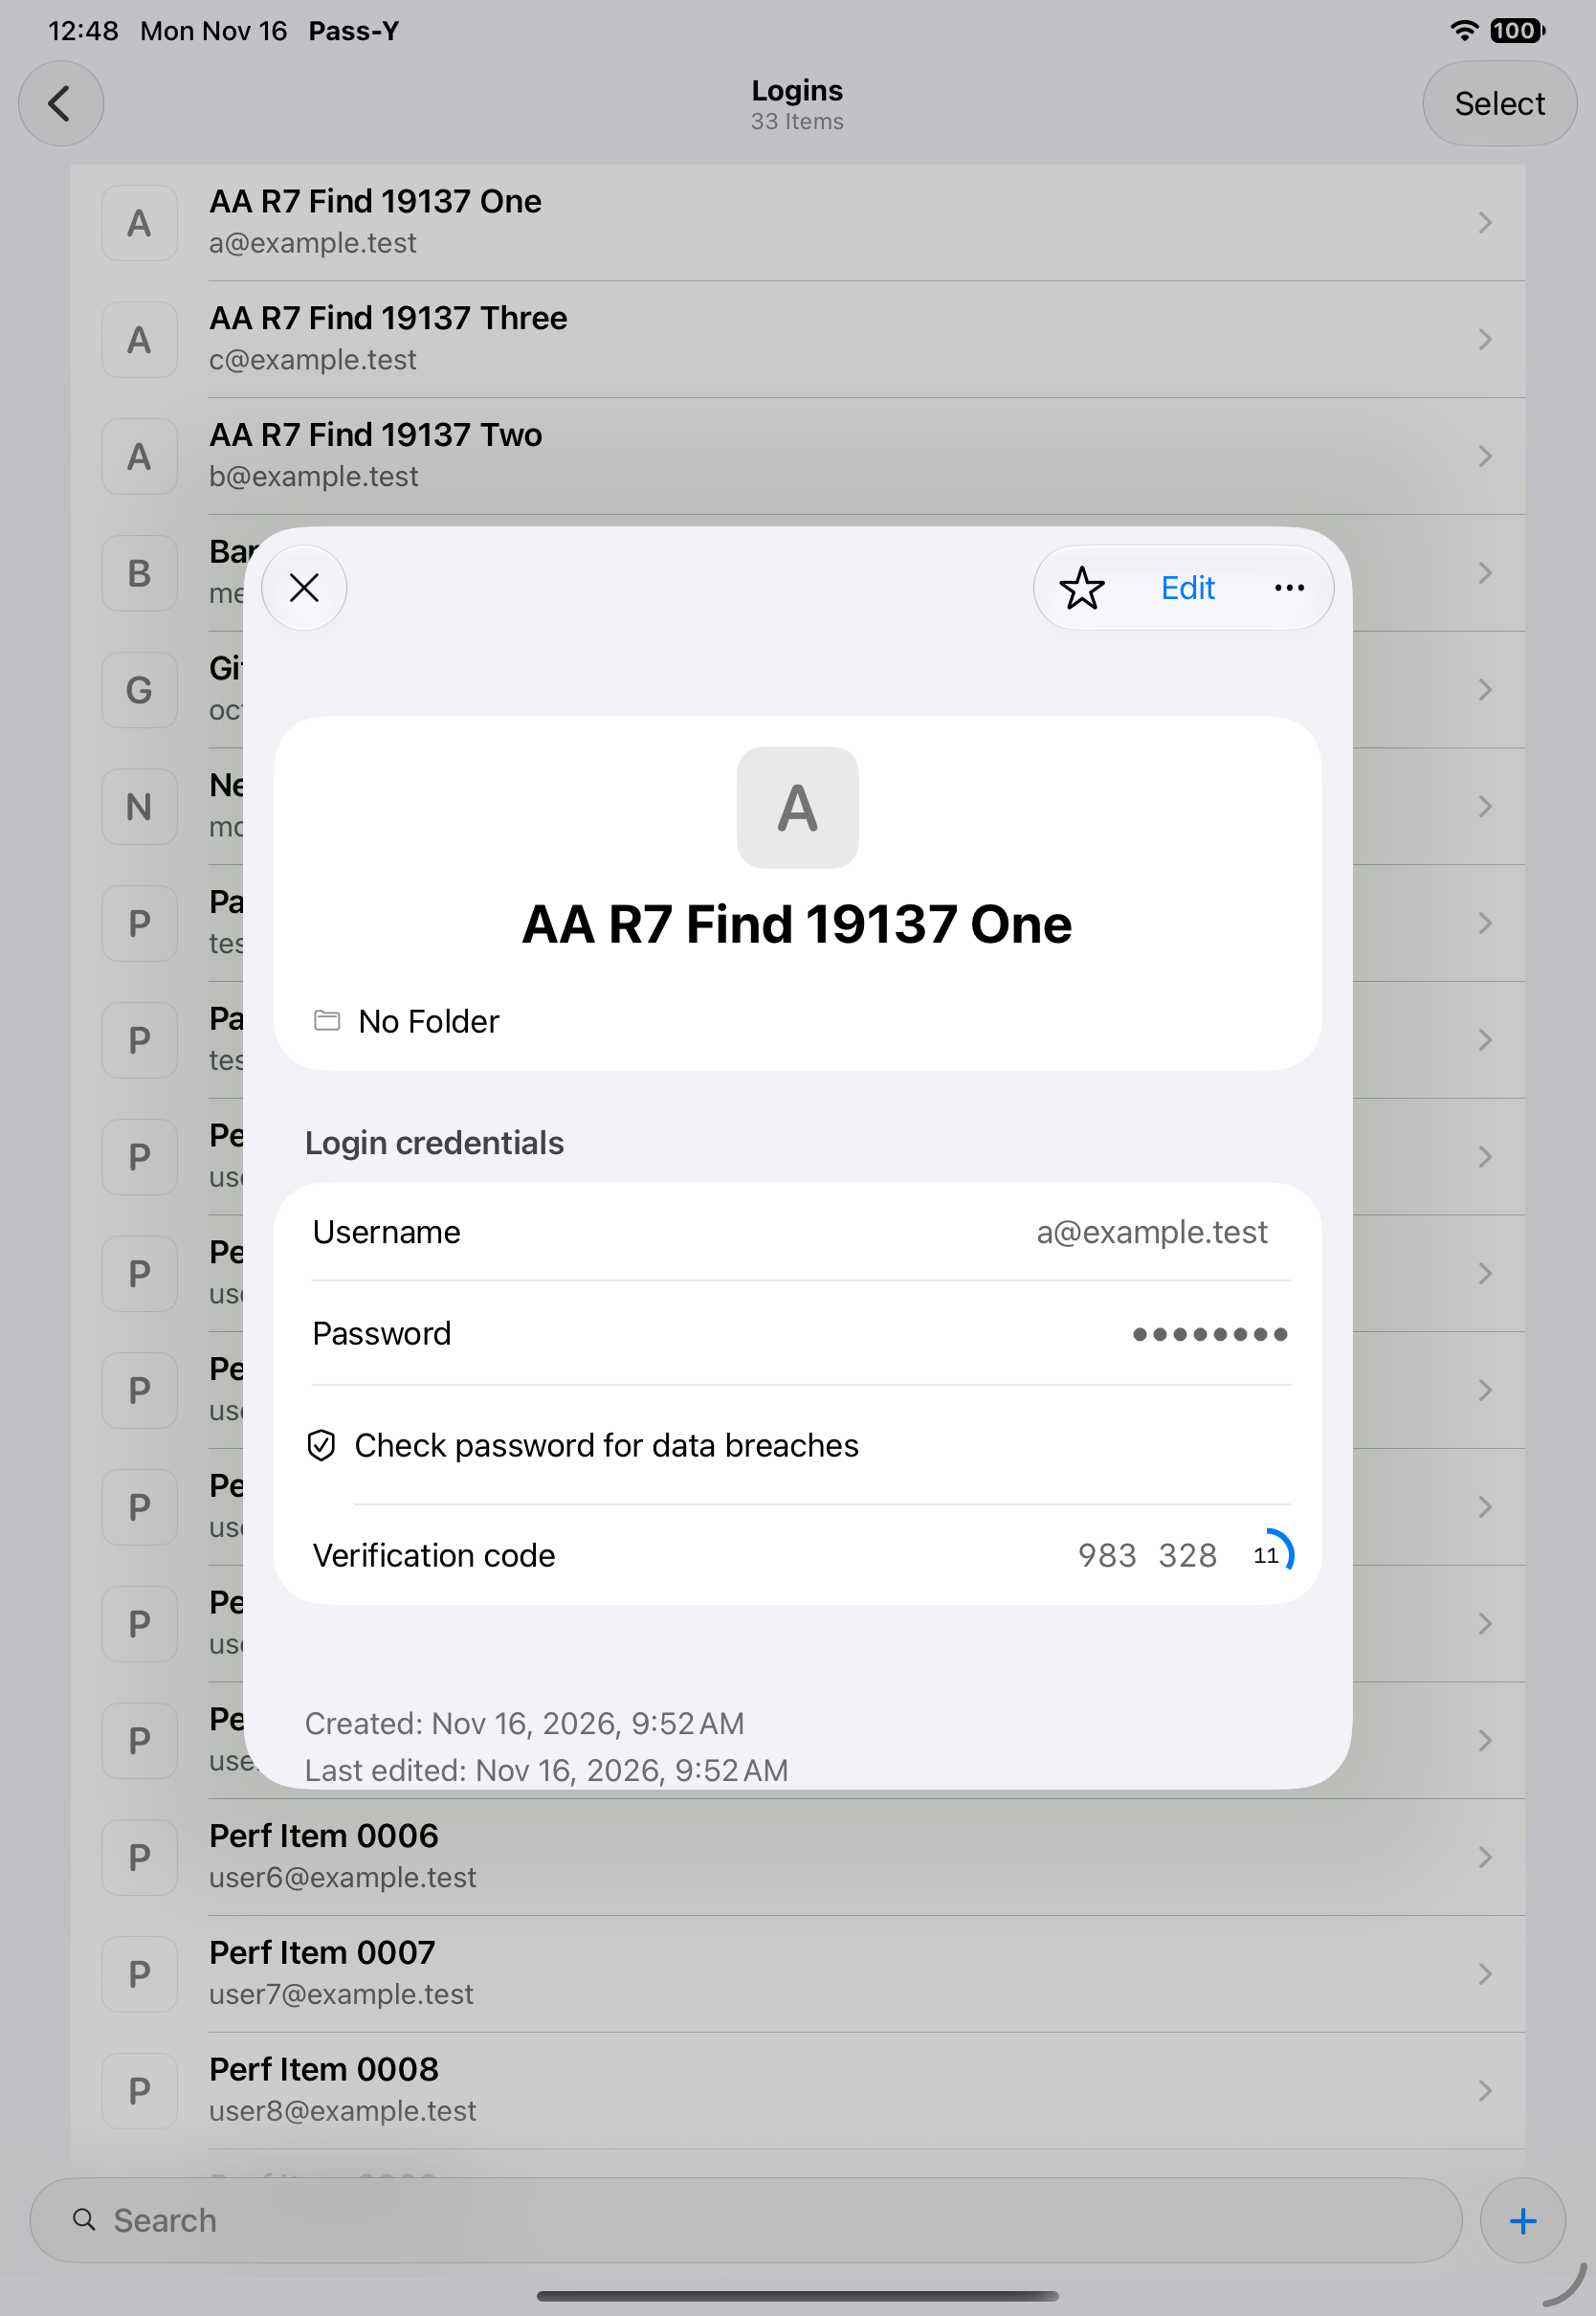 12:48 Mon Nov 16 Pass-Y
100
Logins
33 Items
Select
A
AA R7 Find 19137 One
a@example.test
A
AA R7 Find 19137 Three
c@example.test
A
AA R7 Find 19137 Two
b@example.test
B
G
N
P
P
P
P
P
P
P
P
Edit
A
AA R7 Find 19137 One
No Folder
Login credentials
Username a@example.test
Password
Check password for data breaches
Verification code 983 328 11
Created: Nov 16, 2026, 9:52 AM
Last edited: Nov 16, 2026, 9:52 AM
P
Perf Item 0006
user6@example.test
P
Perf Item 0007
user7@example.test
P
Perf Item 0008
user8@example.test
Search